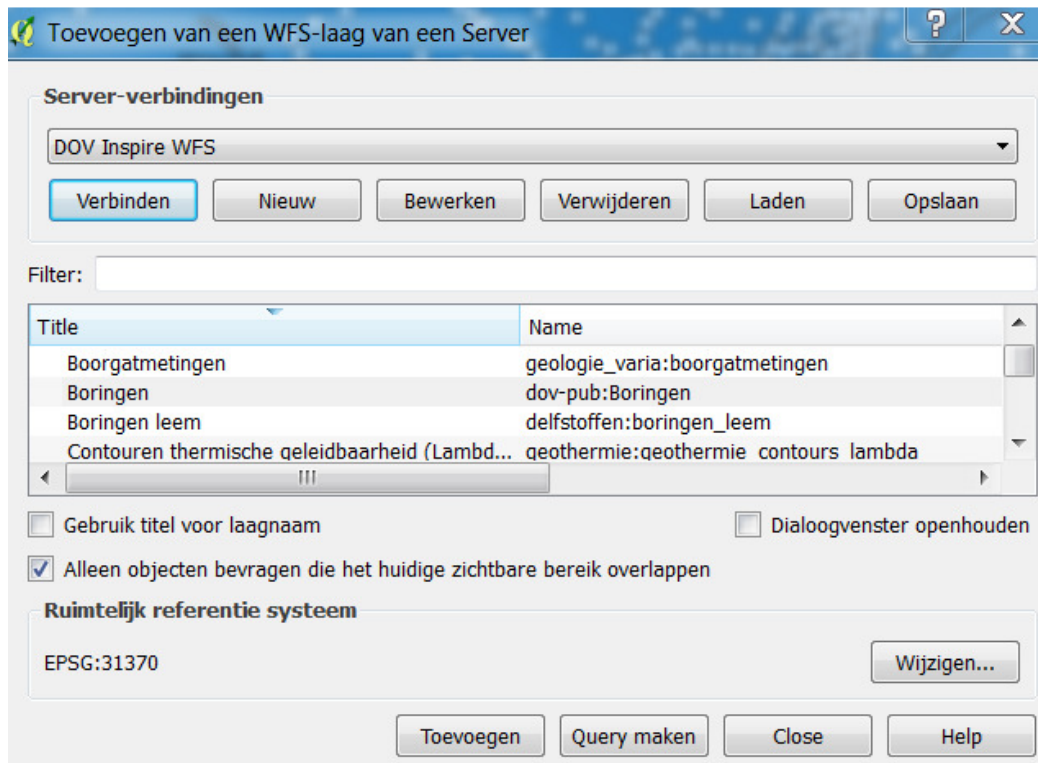 Toevoegen van een WFS-laag van een Server
Server-verbindingen
DOV Inspire WFS
Verbinden Nieuw Bewerken Verwijderen Laden Opslaan
Filter:
Title Name
Boorgatmetingen geologie_varia:boorgatmetingen
Boringen dov-pub:Boringen
Boringen leem delfstoffen:boringen_leem
Contouren thermische geleidbaarheid (Lambd... geothermie:geothermie_contours_lambda
Gebruik titel voor laagnaam Dialoogvenster openhouden
Alleen objecten bevragen die het huidige zichtbare bereik overlappen
Ruimtelijk referentie systeem
EPSG:31370 Wijzigen...
Toevoegen Query maken Close Help